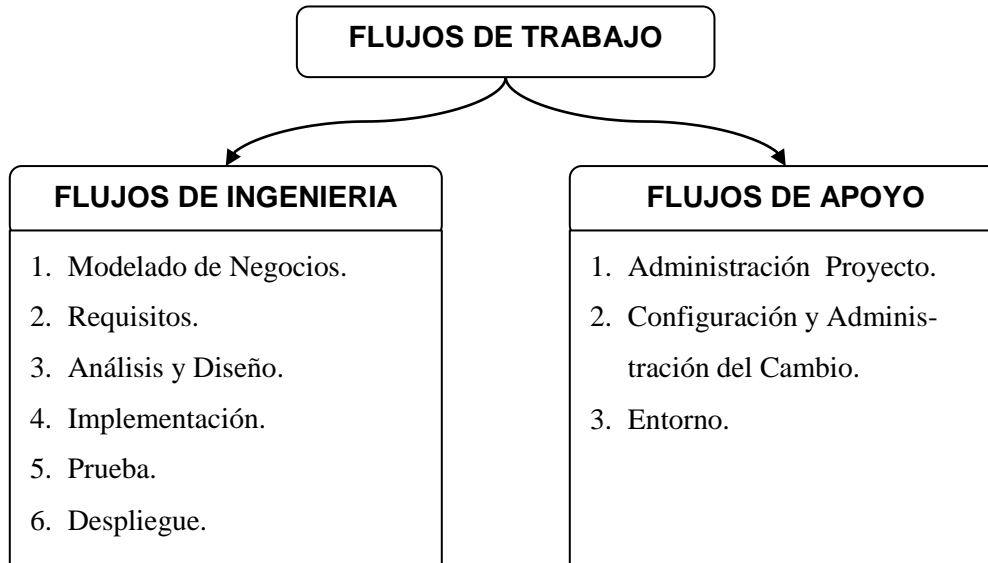 FLUJOS DE TRABAJO
FLUJOS DE INGENIERIA
1. Modelado de Negocios.
2. Requisitos.
3. Análisis y Diseño.
4. Implementación.
5. Prueba.
6. Despliegue.
FLUJOS DE APOYO
1. Administración Proyecto.
2. Configuración y Adminis-
tración del Cambio.
3. Entorno.